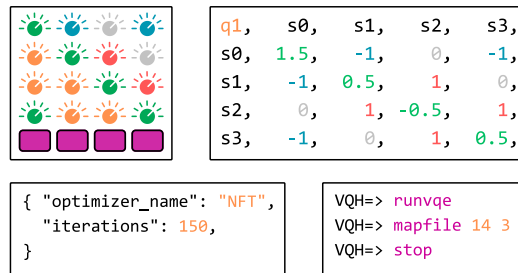 q1, s0, s1, s2, s3,
s0, 1.5, -1, 0, -1,
s1, -1, 0.5, 1, 0,
s2, 0, 1, -0.5, 1,
s3, -1, 0, 1, 0.5,
{ "optimizer_name": "NFT",
"iterations": 150,
}
VQH=> runvqe
VQH=> mapfile 14 3
VQH=> stop